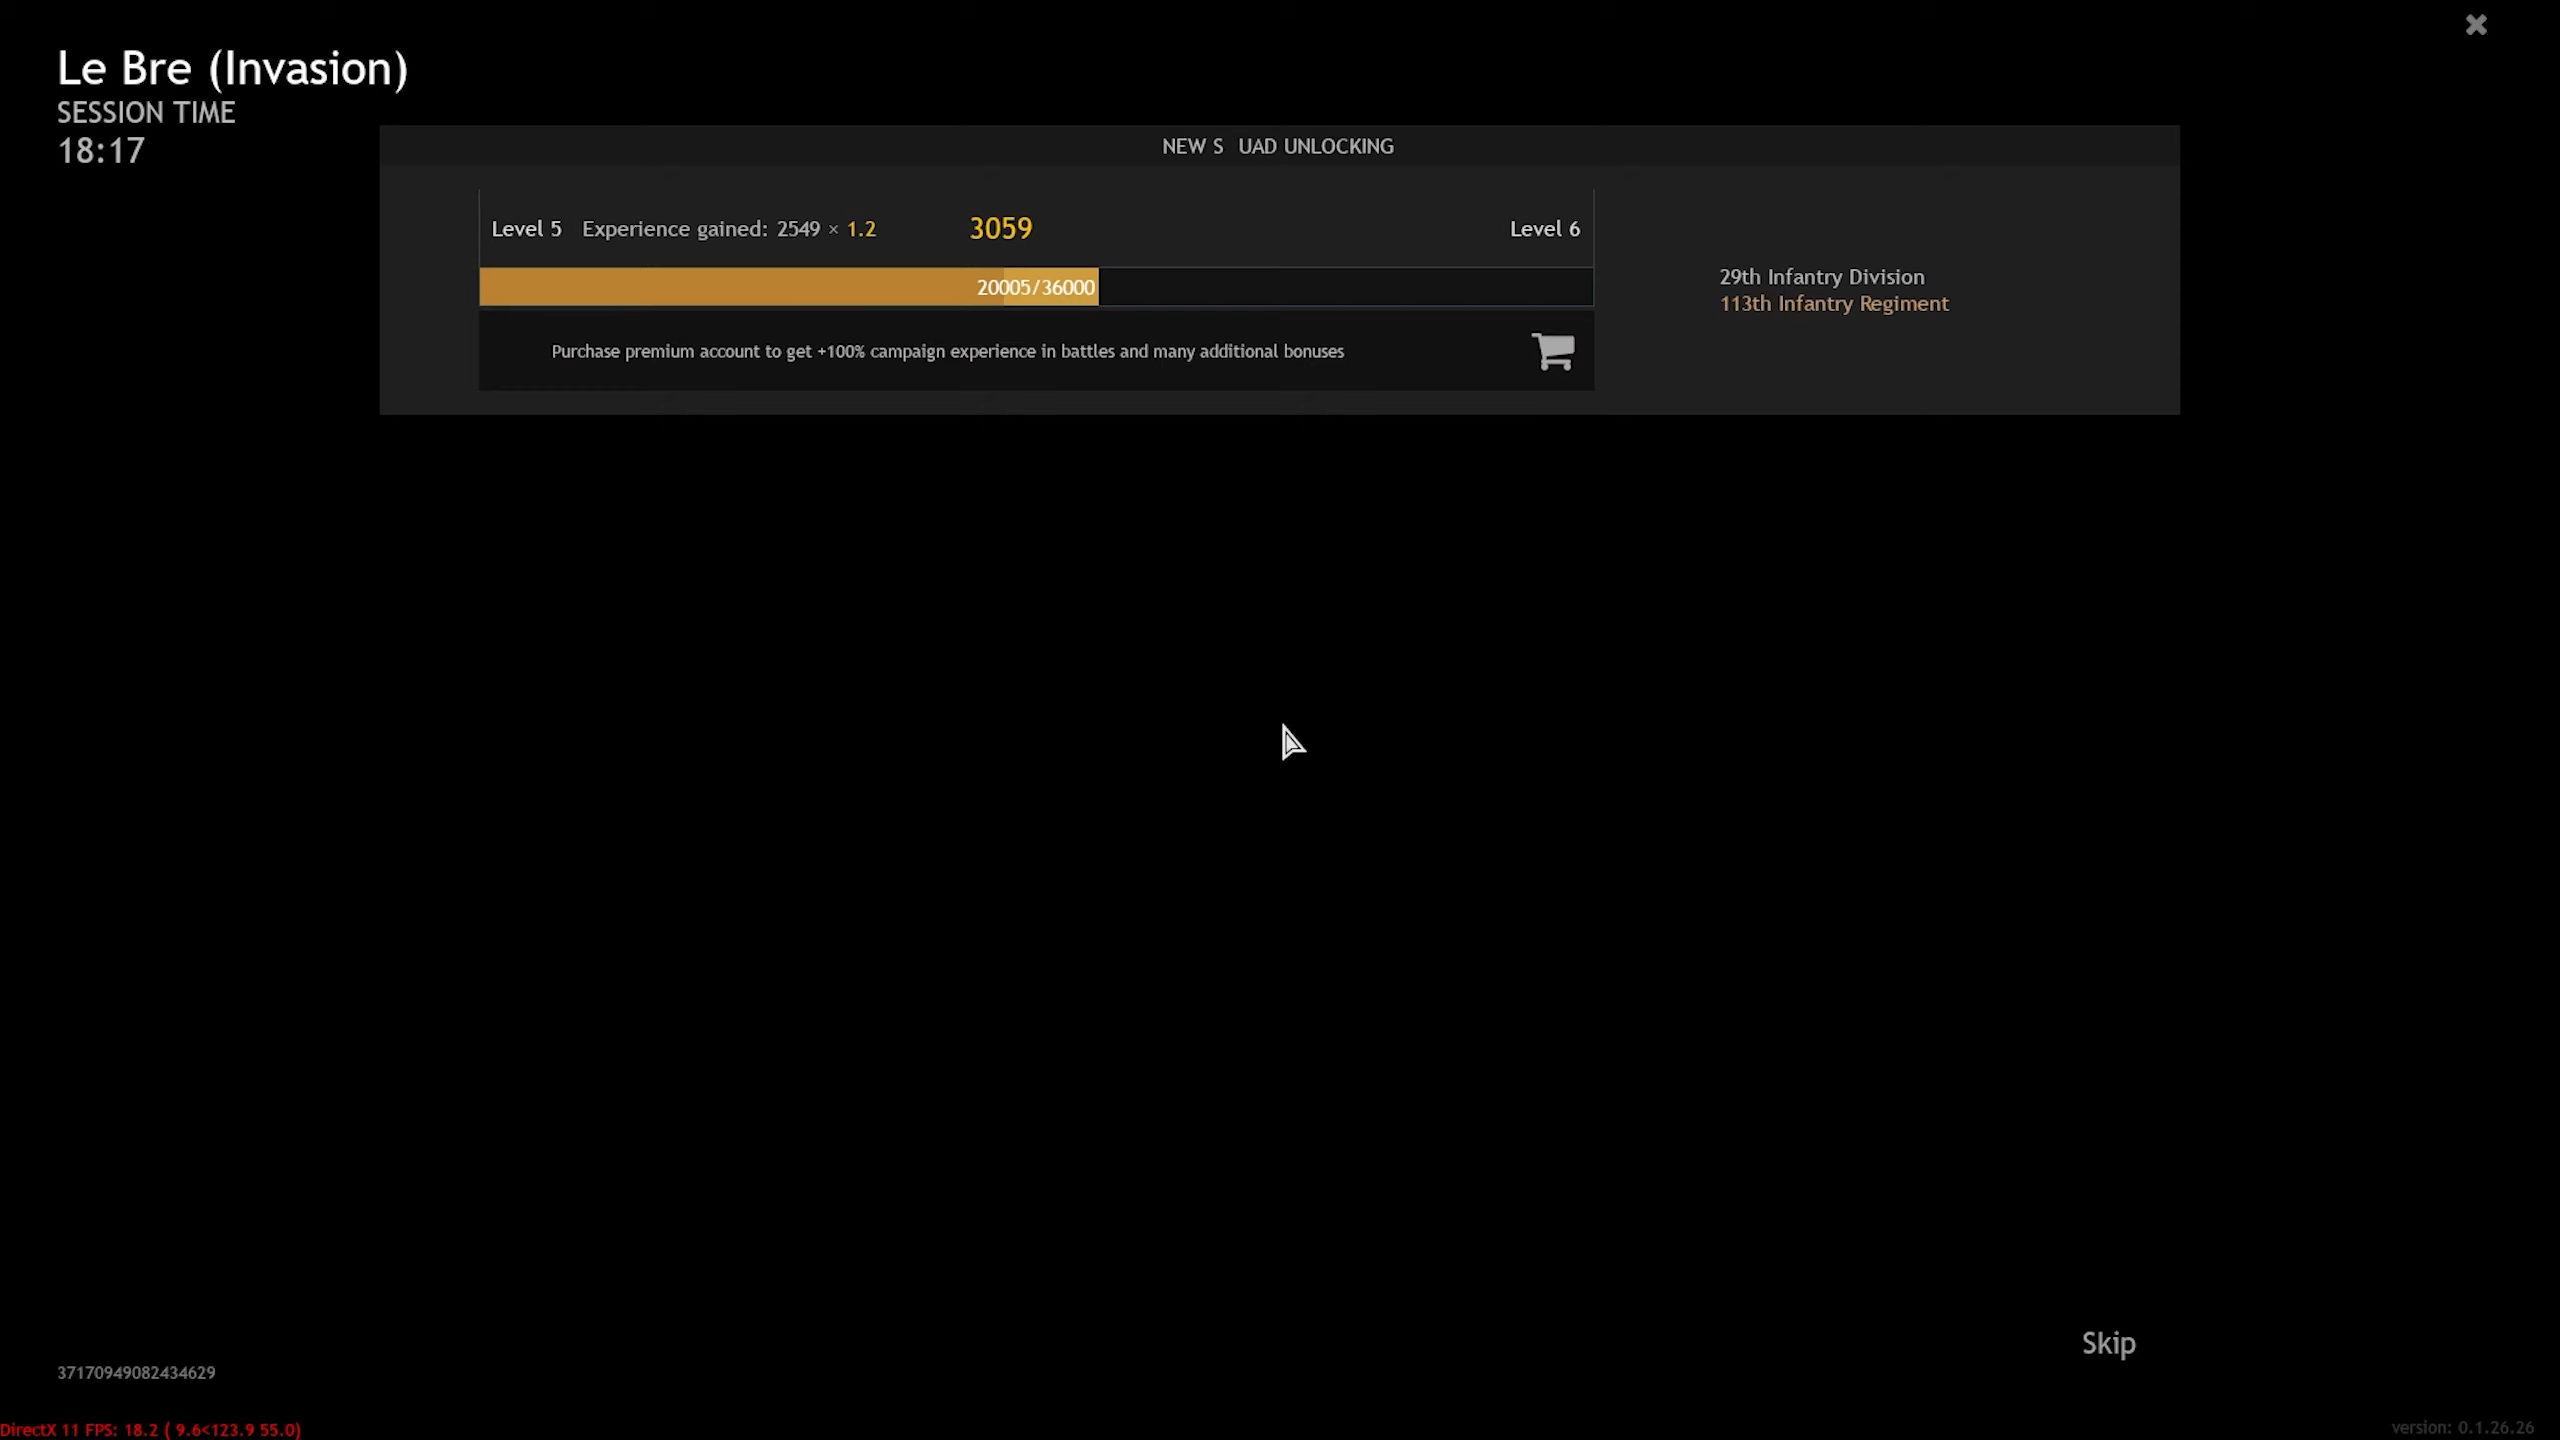 Le Bre (Invasion)
SESSION TIME
18:17
NEW S UAD UNLOCKING
Level 5 Experience gained: 2549 × 1.2 3059 Level 6
20005/36000
29th Infantry Division
113th Infantry Regiment
Purchase premium account to get +100% campaign experience in battles and many additional bonuses
Skip
37170949082434629
DirectX 11 FPS: 18.2 ( 9.6<123.9 55.0)
version: 0.1.26.26